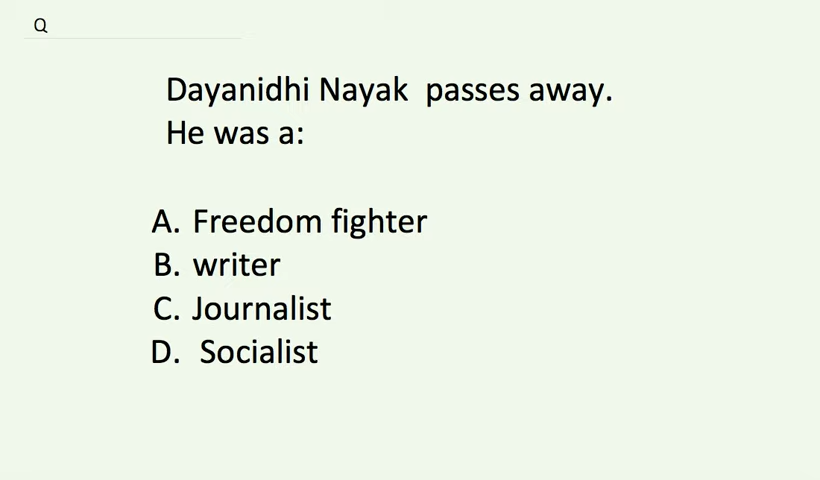 Q
Dayanidhi Nayak passes away.
He was a:
A. Freedom fighter
B. writer
C. Journalist
D. Socialist